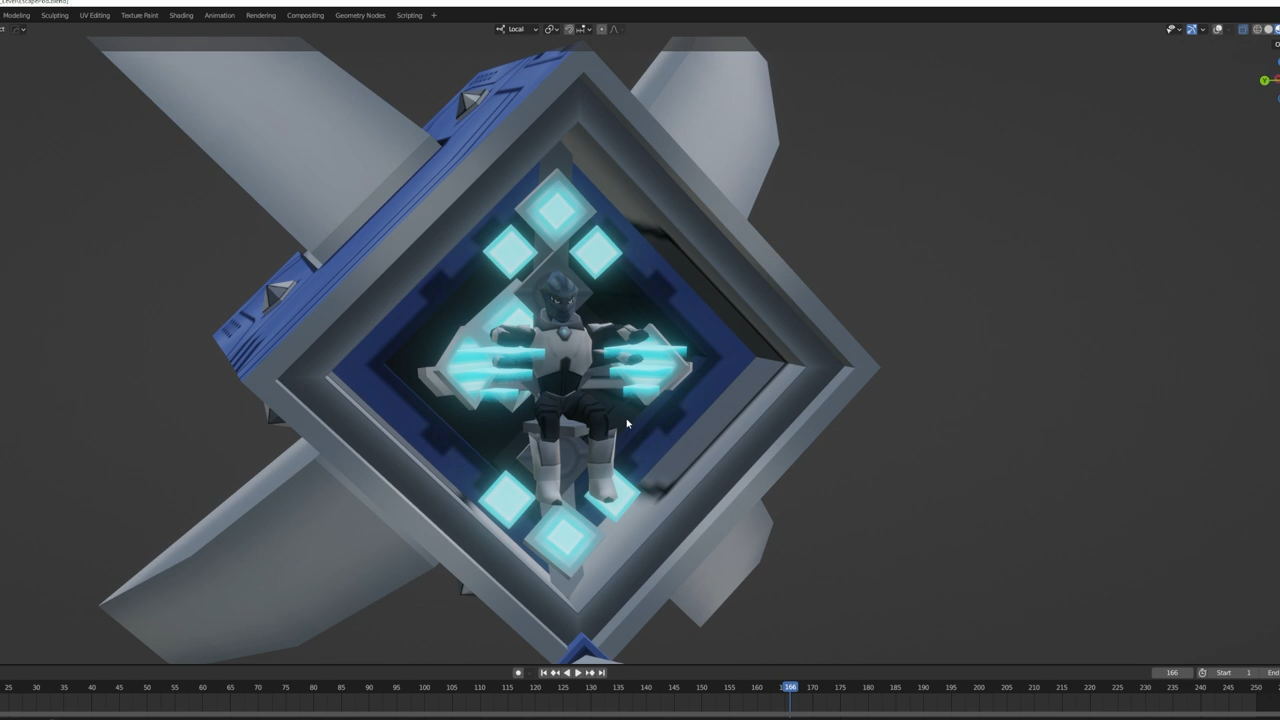 _LevelEscapePod.blend]
Modeling Sculpting UV Editing Texture Paint Shading Animation Rendering Compositing Geometry Nodes Scripting +
Local
Y
166 Start 1 End
25 30 35 40 45 50 55 60 65 70 75 80 85 90 95 100 105 110 115 120 125 130 135 140 145 150 155 160 166 170 175 180 185 190 195 200 205 210 215 220 225 230 235 240 245 250